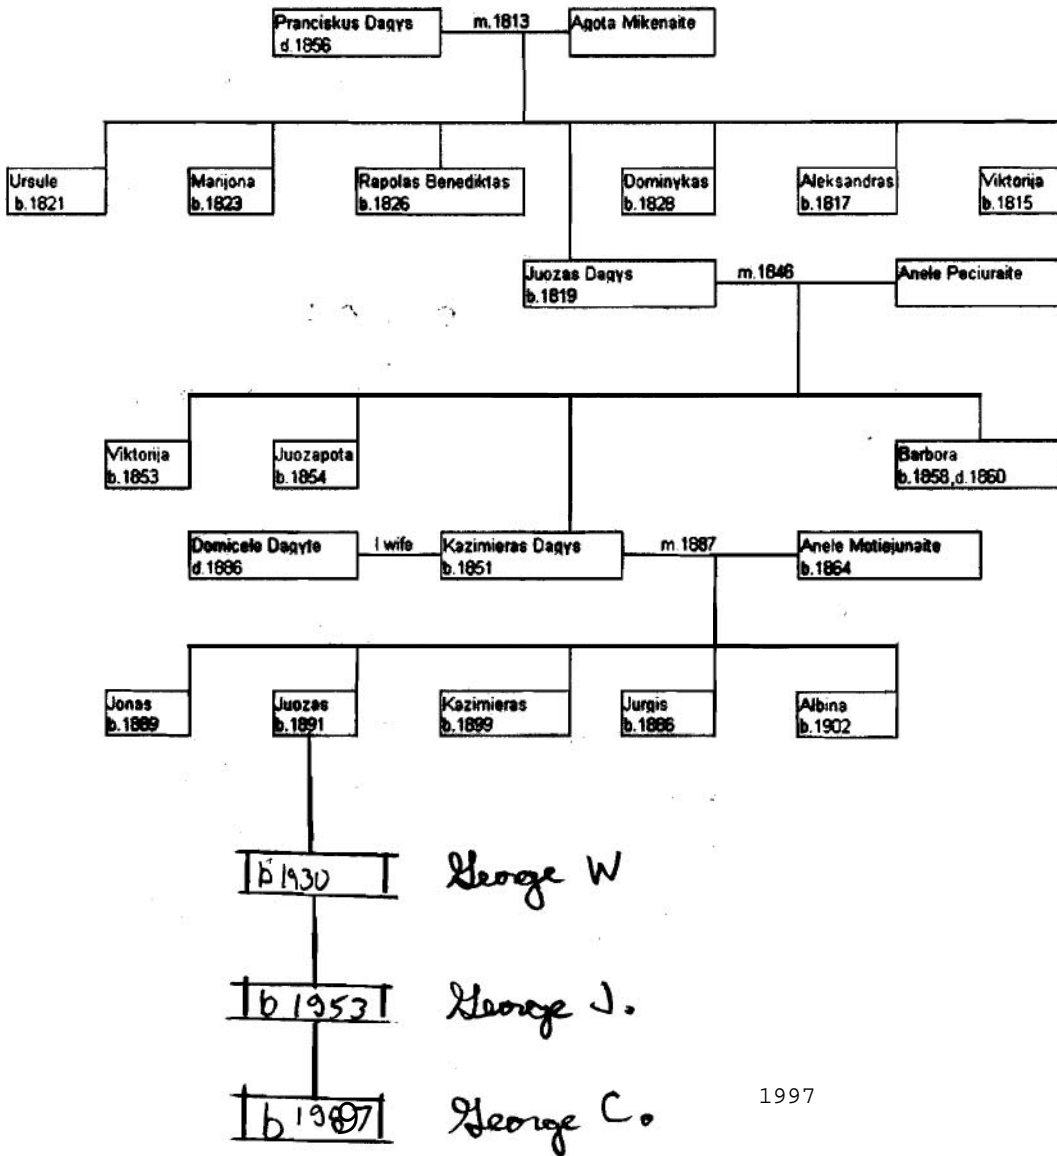 Pranciskus Dagys m.1813 Agota Mikenaite
d.1856
Ursule Marijona Rapolas Benediktas Dominykas Aleksandras Viktorija
b.1821 b.1823 b.1826 b.1828 b.1817 b.1815
Juozas Dagys m.1846 Anele Peciuraite
b.1819
Viktorija Juozapota Barbora
b.1853 b.1854 b.1858,d.1860
Domicele Dagyte I wife Kazimieras Dagys m.1887 Anele Motiejunaite
d.1886 b.1851 b.1864
Jonas Juozas Kazimieras Jurgis Albina
b.1889 b.1891 b.1899 b.1886 b.1902
b 1930 George W
b 1953 George J.
George C. 1997